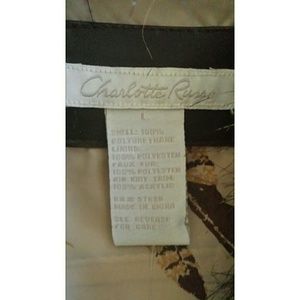 Charlotte Russe
L
SHELL: 100%
POLYURETHANE
LINING:
100% POLYESTER
FAUX FUR:
100% POLYESTER
RIB KNIT TRIM:
100% ACRYLIC
RN# 
MADE IN CHINA
SEE REVERSE
FOR CARE